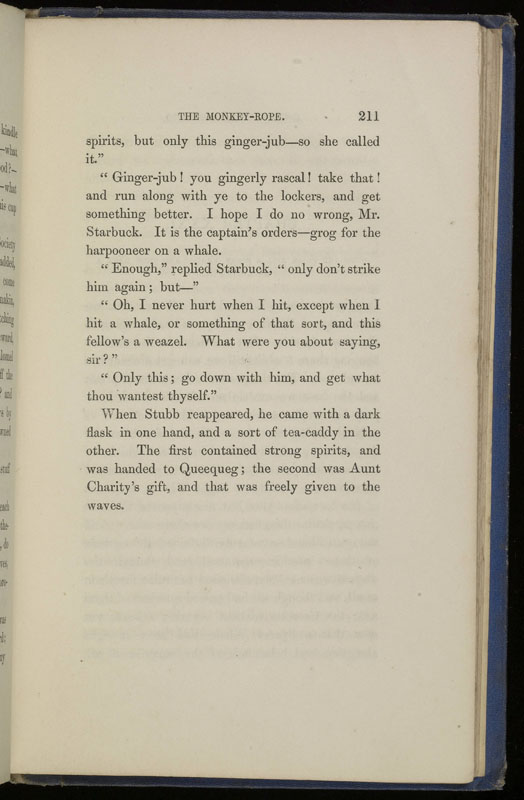 THE MONKEY-ROPE. 211
spirits, but only this ginger-jub—so she called
it.”
“ Ginger-jub! you gingerly rascal! take that!
and run along with ye to the lockers, and get
something better. I hope I do no wrong, Mr.
Starbuck. It is the captain’s orders—grog for the
harpooneer on a whale.
“ Enough,” replied Starbuck, “ only don’t strike
him again; but—”
“ Oh, I never hurt when I hit, except when I
hit a whale, or something of that sort, and this
fellow’s a weazel. What were you about saying,
sir?”
“ Only this; go down with him, and get what
thou wantest thyself.”
When Stubb reappeared, he came with a dark
flask in one hand, and a sort of tea-caddy in the
other. The first contained strong spirits, and
was handed to Queequeg; the second was Aunt
Charity’s gift, and that was freely given to the
waves.